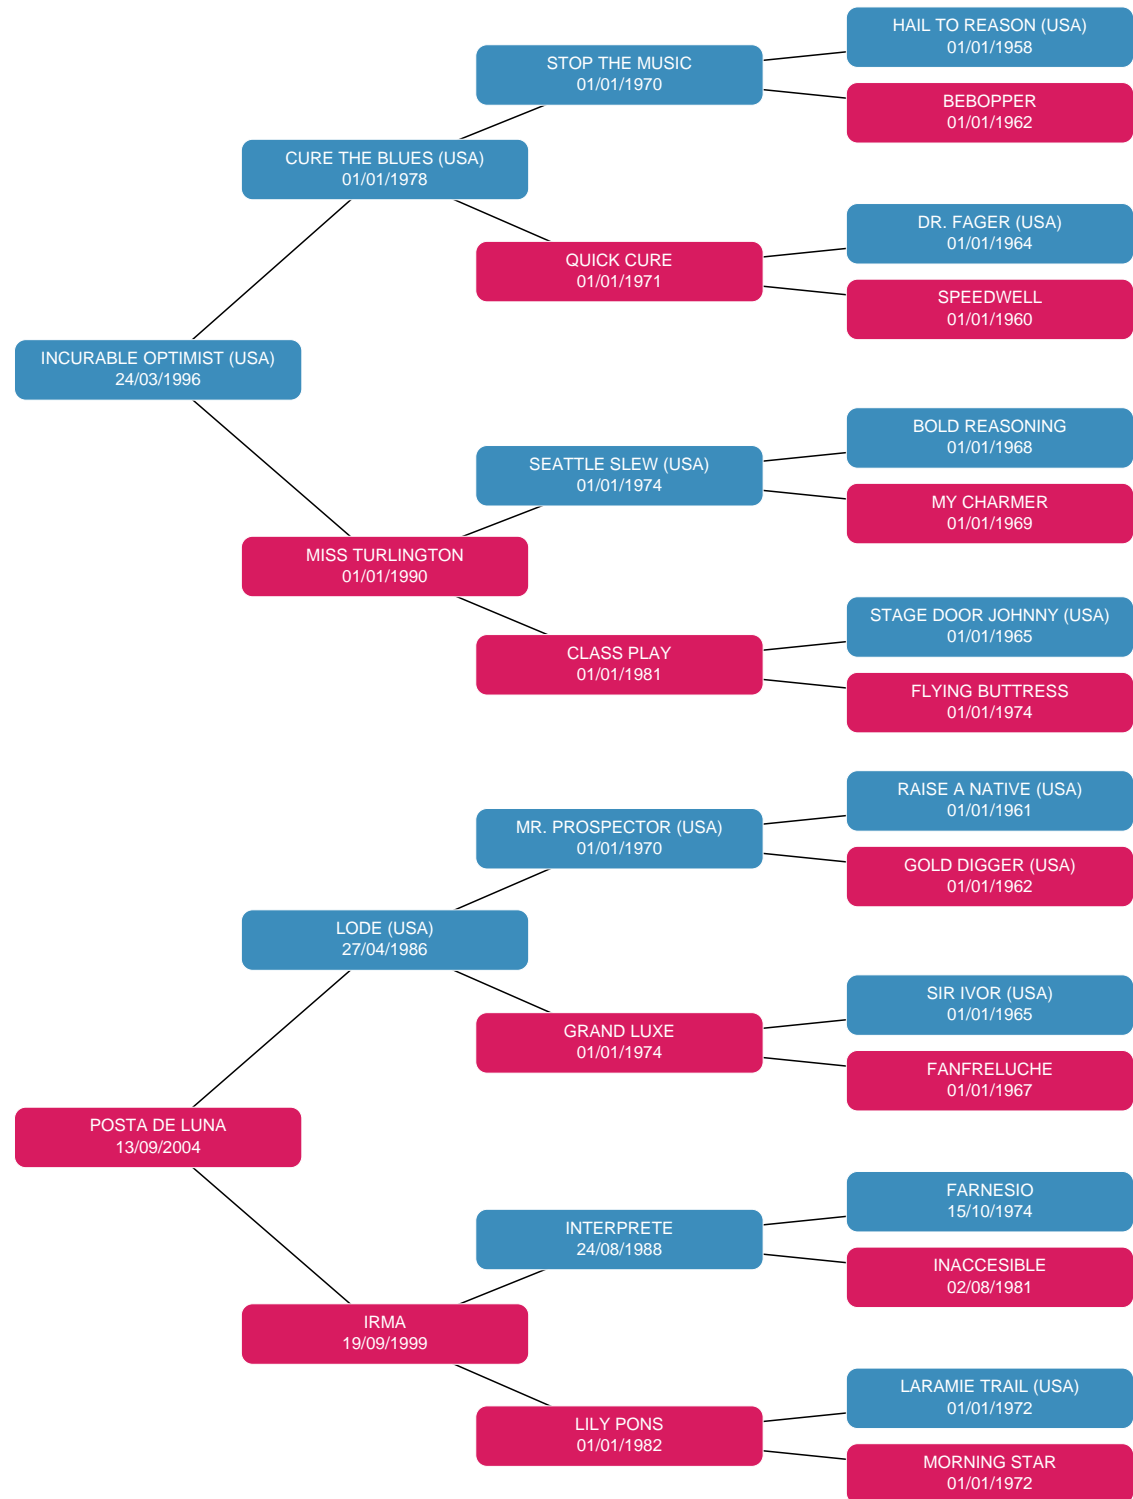 HAIL TO REASON (USA)
01/01/1958
STOP THE MUSIC
01/01/1970
BEBOPPER
01/01/1962
CURE THE BLUES (USA)
01/01/1978
DR. FAGER (USA)
01/01/1964
QUICK CURE
01/01/1971
SPEEDWELL
01/01/1960
INCURABLE OPTIMIST (USA)
24/03/1996
BOLD REASONING
01/01/1968
SEATTLE SLEW (USA)
01/01/1974
MY CHARMER
01/01/1969
MISS TURLINGTON
01/01/1990
STAGE DOOR JOHNNY (USA)
01/01/1965
CLASS PLAY
01/01/1981
FLYING BUTTRESS
01/01/1974
RAISE A NATIVE (USA)
01/01/1961
MR. PROSPECTOR (USA)
01/01/1970
GOLD DIGGER (USA)
01/01/1962
LODE (USA)
27/04/1986
SIR IVOR (USA)
01/01/1965
GRAND LUXE
01/01/1974
FANFRELUCHE
01/01/1967
POSTA DE LUNA
13/09/2004
FARNESIO
15/10/1974
INTERPRETE
24/08/1988
INACCESIBLE
02/08/1981
IRMA
19/09/1999
LARAMIE TRAIL (USA)
01/01/1972
LILY PONS
01/01/1982
MORNING STAR
01/01/1972